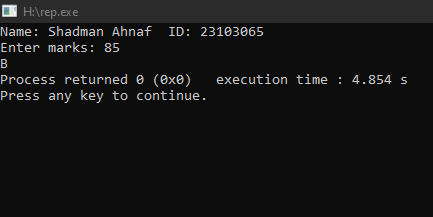 H:\rep.exe
Name: Shadman Ahnaf  ID: 23103065
Enter marks: 85
B
Process returned 0 (0x0)   execution time : 4.854 s
Press any key to continue.